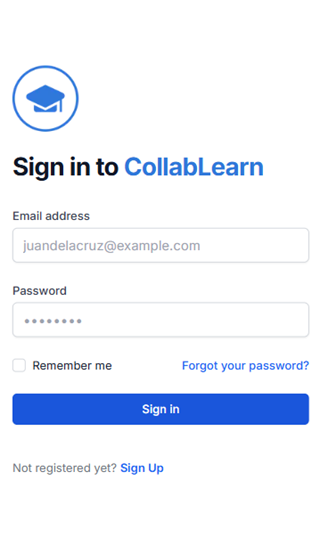 Sign in to CollabLearn
Email address
juandelacruz@example.com
Password
••••••••
Remember me Forgot your password?
Sign in
Not registered yet? Sign Up